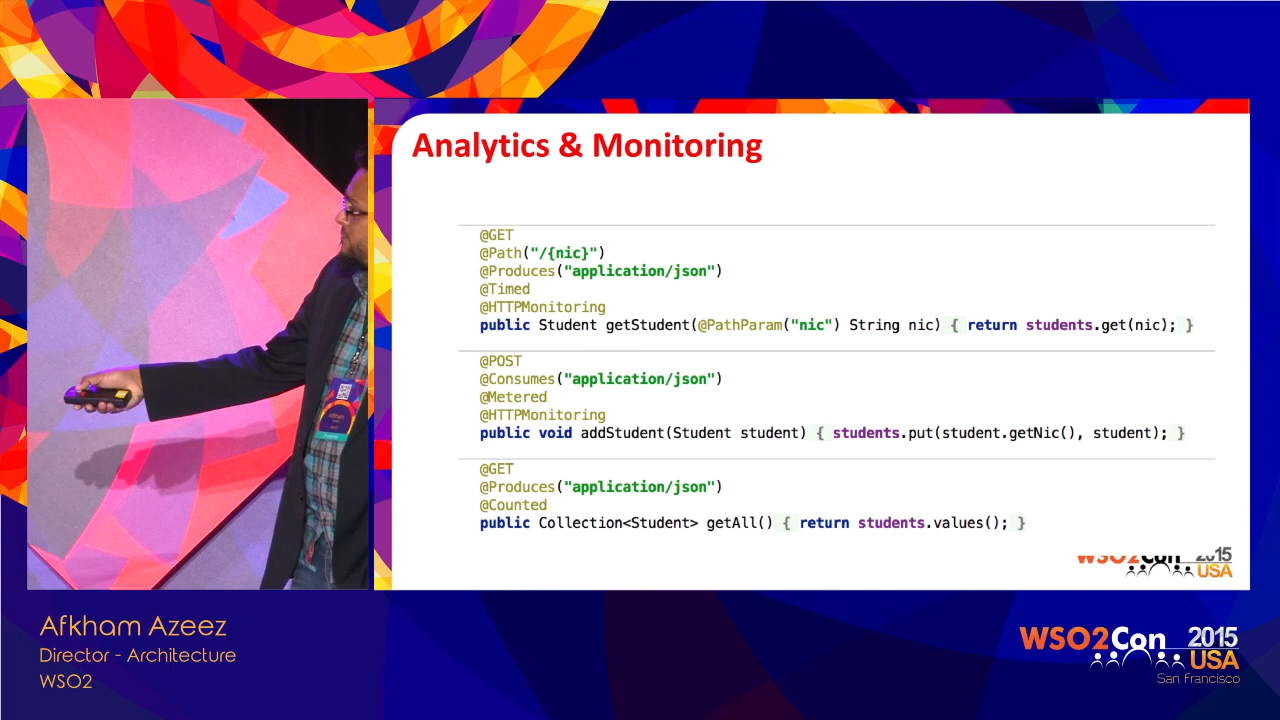 Analytics & Monitoring
@GET
@Path("/{nic}")
@Produces("application/json")
@Timed
@HTTPMonitoring
public Student getStudent(@PathParam("nic") String nic) { return students.get(nic); }
@POST
@Consumes("application/json")
@Metered
@HTTPMonitoring
public void addStudent(Student student) { students.put(student.getNic(), student); }
@GET
@Produces("application/json")
@Counted
public Collection<Student> getAll() { return students.values(); }
WSO2Con 2015
USA
Afkham
Afkham Azeez
Director - Architecture
WSO2
WSO2Con 2015
USA
San Francisco